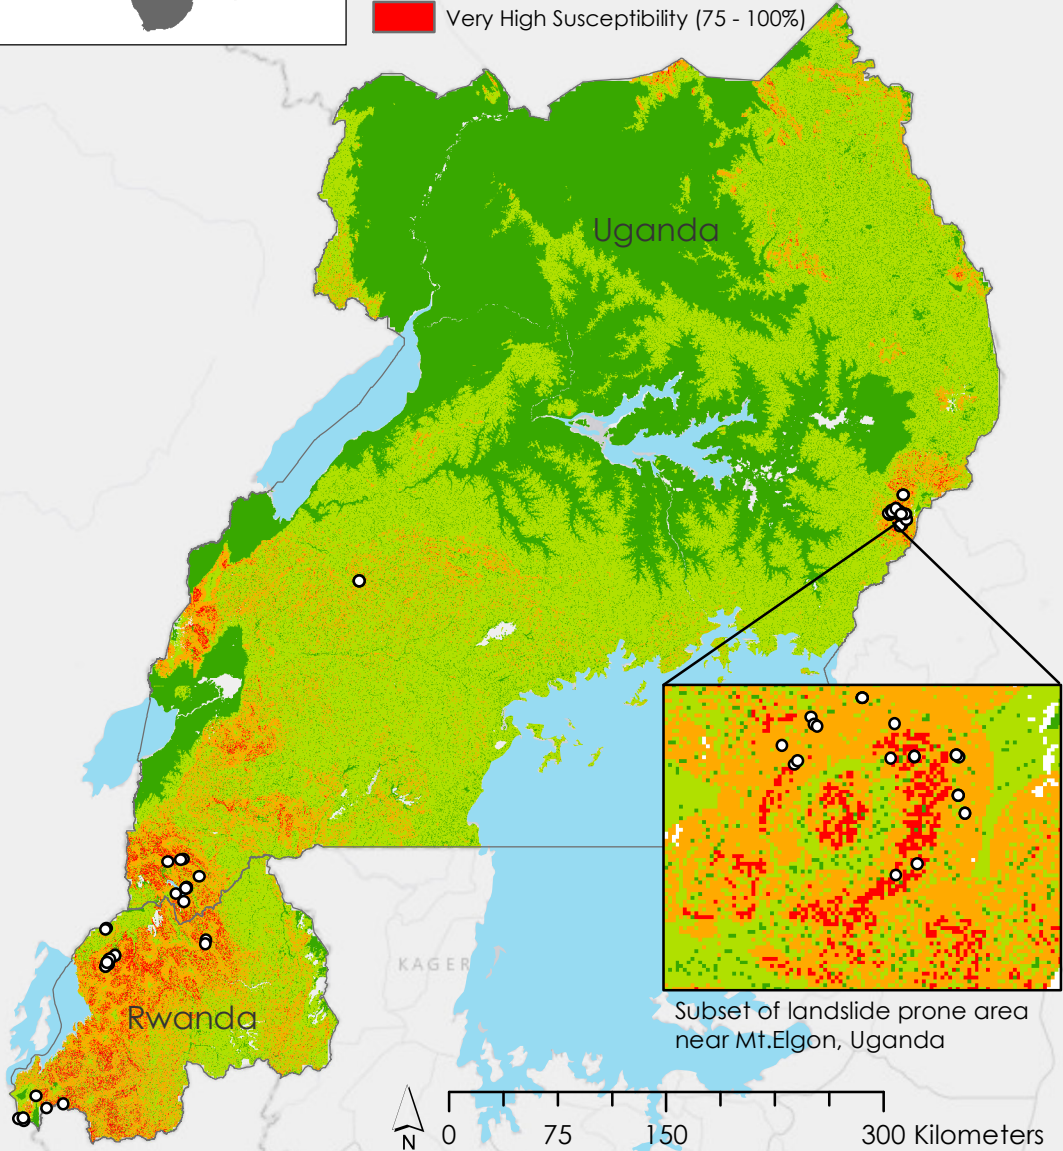 Very High Susceptibility (75 - 100%)
Uganda
KAGER
Rwanda
Subset of landslide prone area
near Mt.Elgon, Uganda
N
0 75 150 300 Kilometers